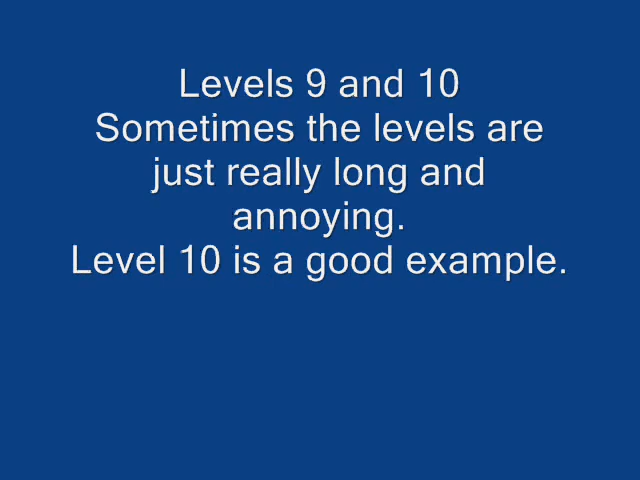 Levels 9 and 10
Sometimes the levels are
just really long and
annoying.
Level 10 is a good example.